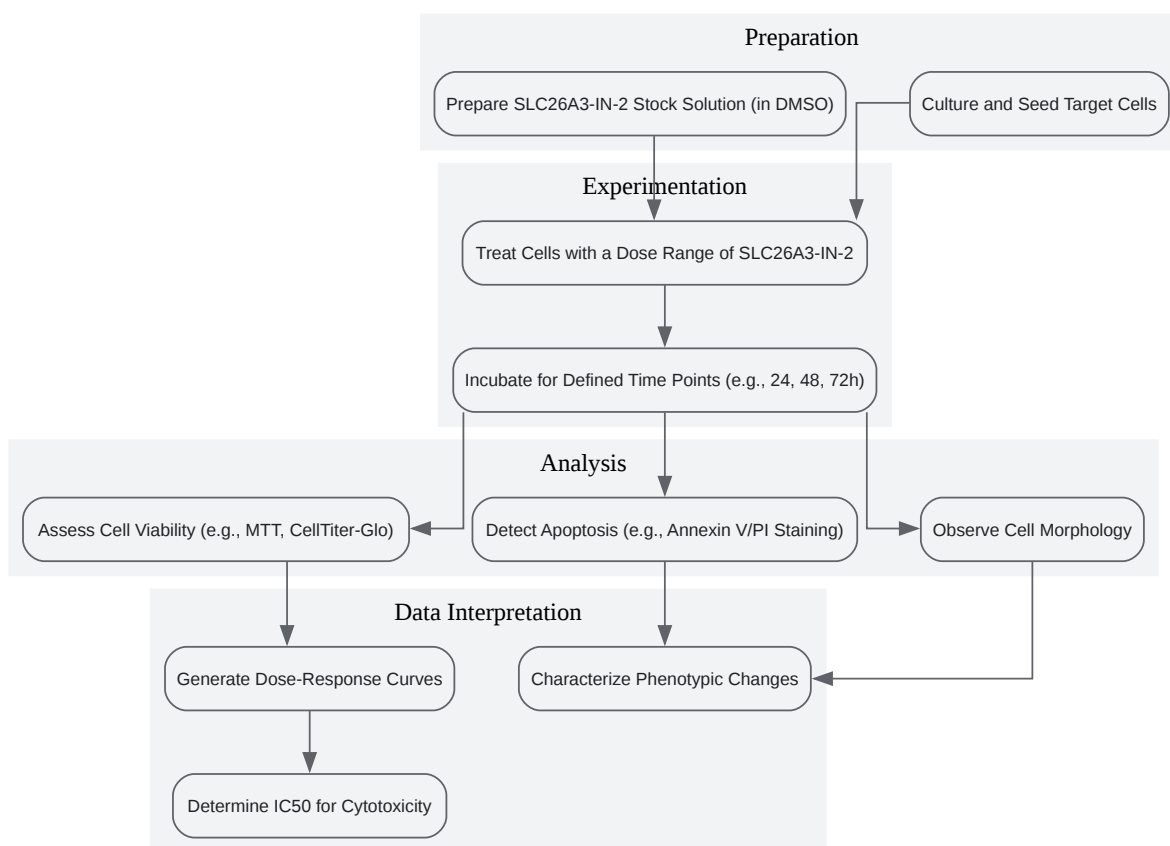 Preparation
Prepare SLC26A3-IN-2 Stock Solution (in DMSO)
Culture and Seed Target Cells
Experimentation
Treat Cells with a Dose Range of SLC26A3-IN-2
Incubate for Defined Time Points (e.g., 24, 48, 72h)
Analysis
Assess Cell Viability (e.g., MTT, CellTiter-Glo)
Detect Apoptosis (e.g., Annexin V/PI Staining)
Observe Cell Morphology
Data Interpretation
Generate Dose-Response Curves
Characterize Phenotypic Changes
Determine IC50 for Cytotoxicity